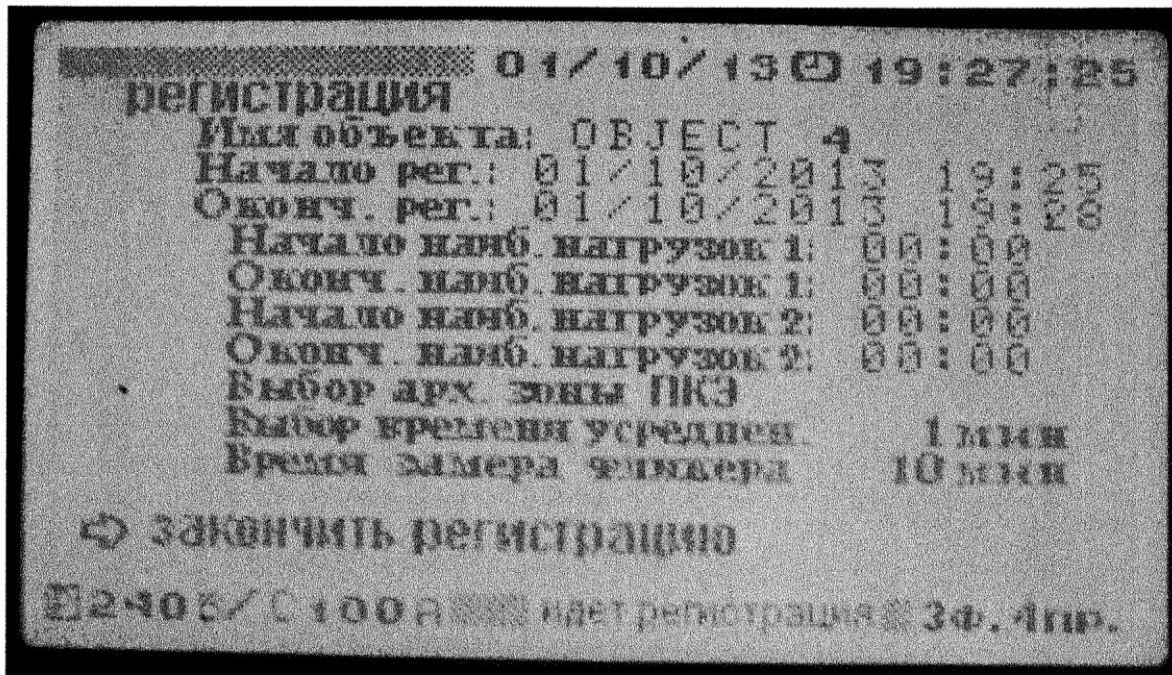 01/10/13 19:27:25
регистрация
Имя объекта: OBJECT 4
Начало рег.: 01/10/2013 19:25
Оконч. рег.: 01/10/2013 19:28
Начало наиб. нагрузок 1: 00:00
Оконч. наиб. нагрузок 1: 00:00
Начало наиб. нагрузок 2: 00:00
Оконч. наиб. нагрузок 2: 00:00
Выбор арх. зоны ПКЭ
Выбор времени усреднен. 1 мин
Время замера фликера 10 мин
закончить регистрацию
240В/ 100А идет регистрация 3ф. 4пр.